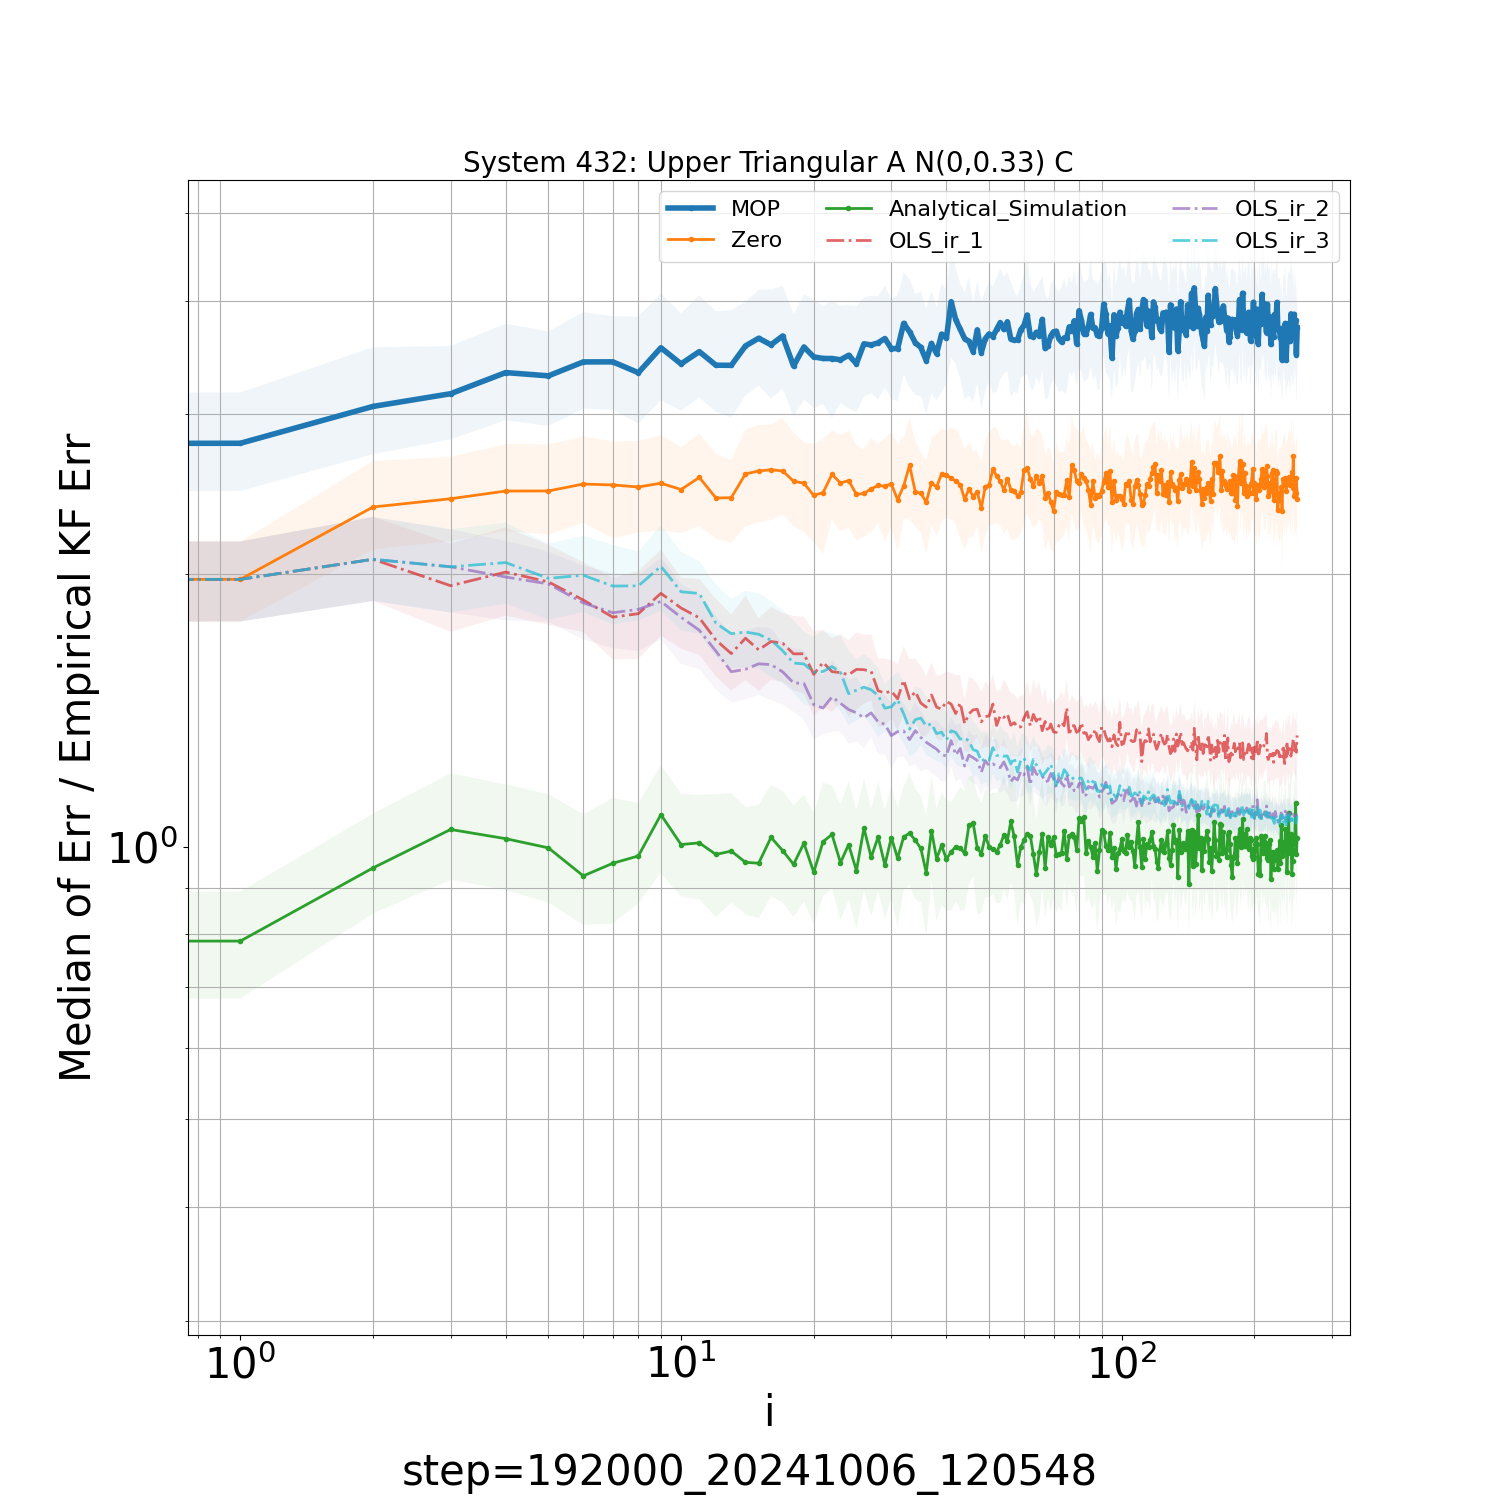 System 432: Upper Triangular A N(0,0.33) C
MOP
Zero
Analytical_Simulation
OLS_ir_1
OLS_ir_2
OLS_ir_3
Median of Err / Empirical KF Err
10⁰
10⁰
10¹
10²
i
step=192000_20241006_120548